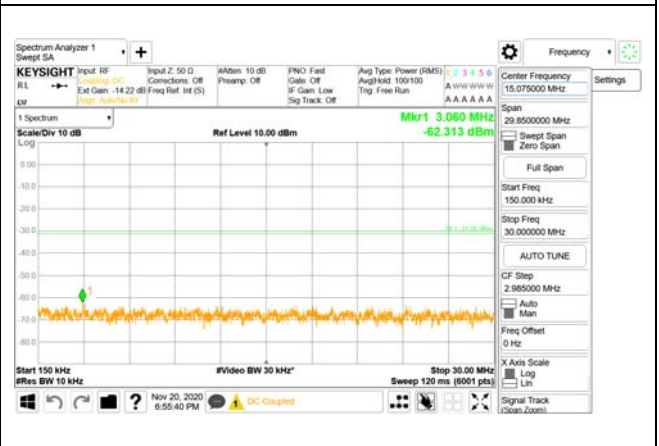 Spectrum Analyzer 1
Swept SA
+
Frequency
KEYSIGHT
RL
Input: RF
Coupling: DC
Ext Gain: -14.22 dB
Align: Auto/No RF
Input Z: 50 Ω
Corrections: Off
Freq Ref: Int (S)
#Atten: 10 dB
Preamp: Off
PNO: Fast
Gate: Off
IF Gain: Low
Sig Track: Off
Avg Type: Power (RMS)
Avg|Hold: 100/100
Trig: Free Run
1 2 3 4 5 6
A W W W W W
A A A A A A
1 Spectrum
Scale/Div 10 dB
Log
Ref Level 10.00 dBm
Mkr1 3.060 MHz
-62.313 dBm
0.00
-10.0
-20.0
-30.0
-40.0
-50.0
-60.0
-70.0
-80.0
1
Start 150 kHz
#Res BW 10 kHz
#Video BW 30 kHz*
Stop 30.00 MHz
Sweep 120 ms (6001 pts)
Center Frequency
15.075000 MHz
Settings
Span
29.8500000 MHz
Swept Span
Zero Span
Full Span
Start Freq
150.000 kHz
Stop Freq
30.000000 MHz
AUTO TUNE
CF Step
2.985000 MHz
Auto
Man
Freq Offset
0 Hz
X Axis Scale
Log
Lin
Signal Track
(Span Zoom)
?
Nov 20, 2020
6:55:40 PM
1
DC Coupled